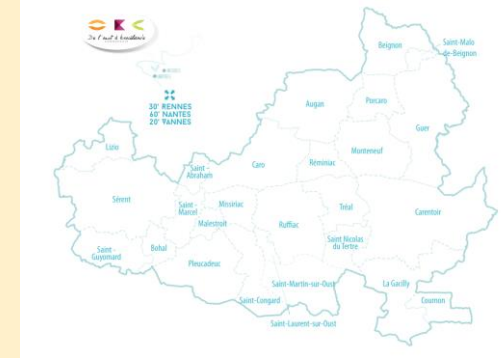 De l'oust à brocéliande
30' RENNES
60' NANTES
20' VANNES
Beignon
Saint-Malo
de-Beignon
Augan
Porcaro
Guer
Lizio
Saint -
Abraham
Caro
Réminiac
Monteneuf
Sérent
Saint -
Marcel
Missiriac
Malestroit
Ruffiac
Tréal
Carentoir
Saint Nicolas
du Tertre
Saint -
Guyomard
Bohal
Pleucadeuc
Saint-Martin-sur-Oust
La Gacilly
Cournon
Saint-Congard
Saint-Laurent-sur-Oust